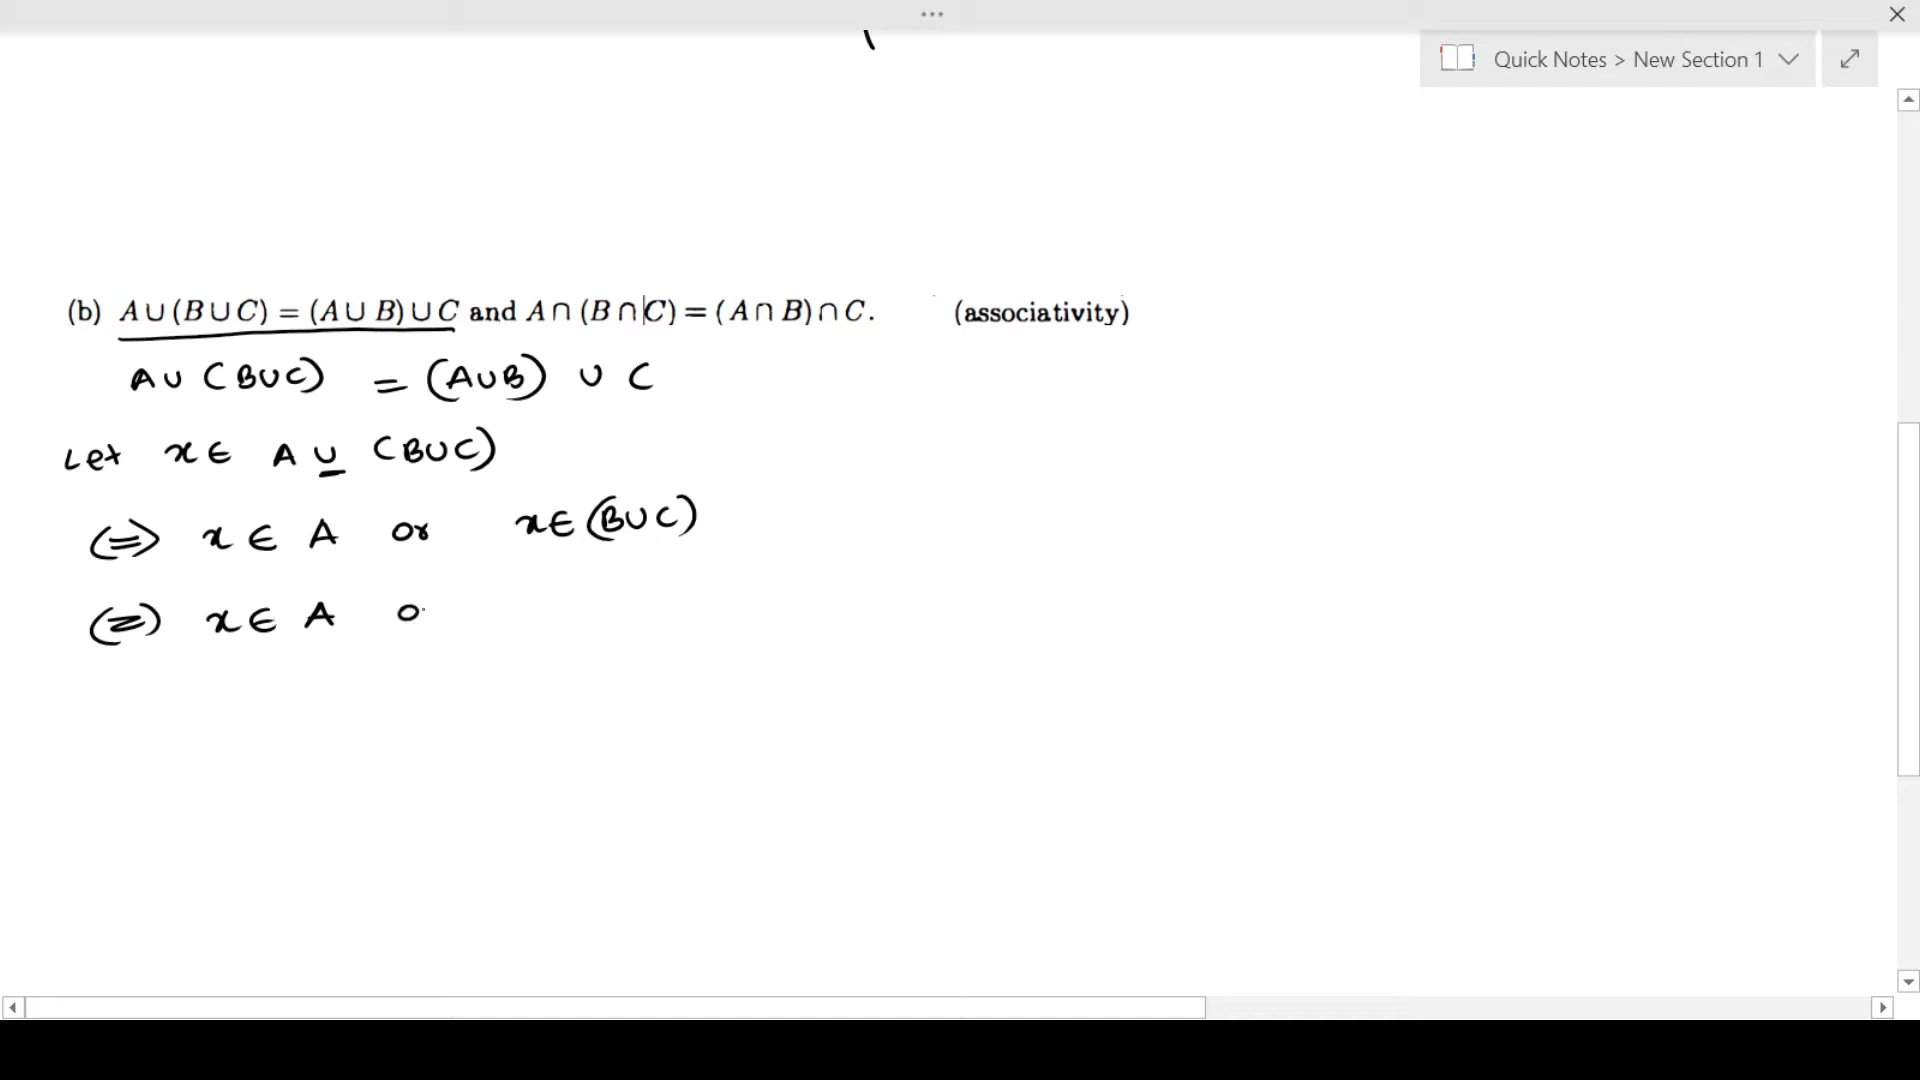 Quick Notes > New Section 1
(b) A∪(B∪C) = (A∪B)∪C and A∩(B∩C) = (A∩B)∩C. (associativity)
A∪(B∪C) = (A∪B) ∪ C
Let x∈ A ∪ (B∪C)
⇔ x ∈ A or x∈(B∪C)
⇔ x ∈ A o